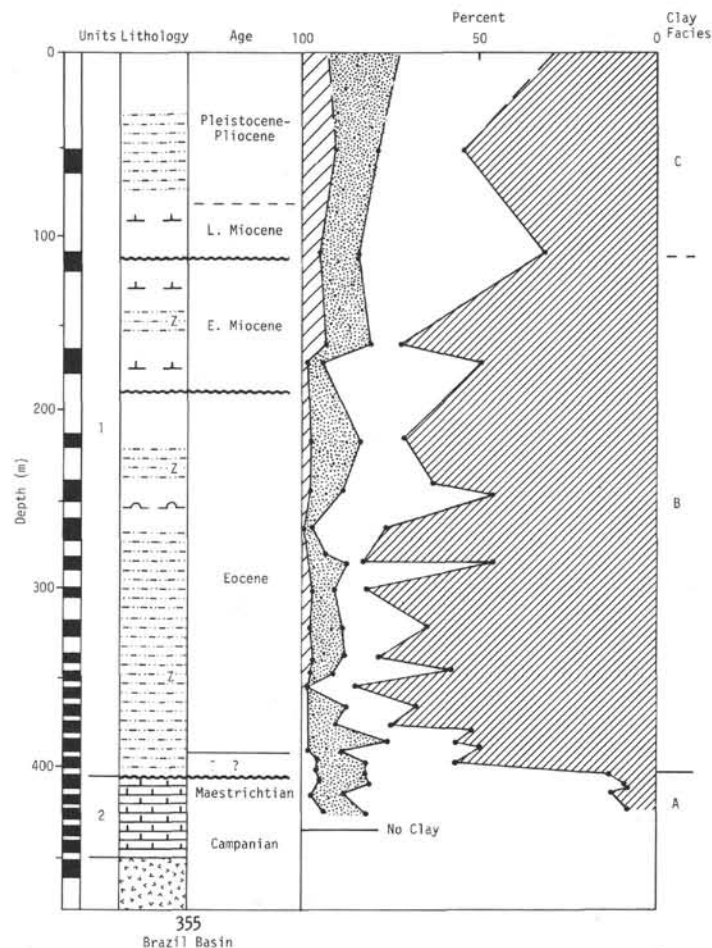 Percent
Clay
Units Lithology Age 100 50 0 Facies
0
Pleistocene-
Pliocene
C
L. Miocene
100
E. Miocene
Z
200
1
Z
Depth (m)
B
Eocene
300
Z
400
?
Maestrichtian
A
2
No Clay
Campanian
355
Brazil Basin